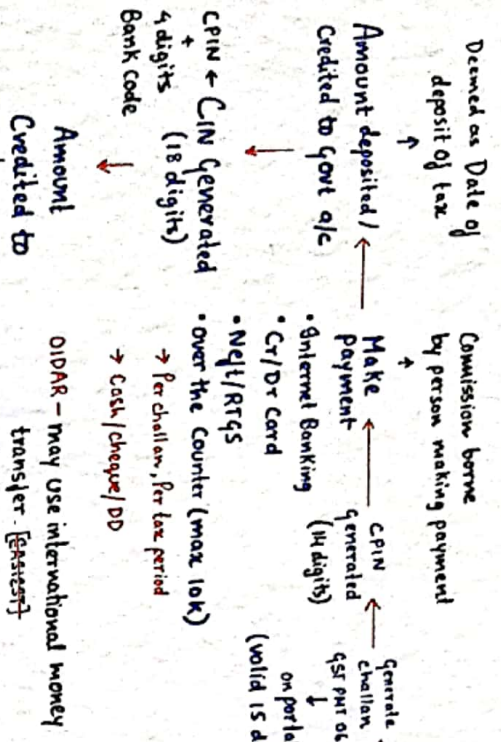 Deemed as Date of
deposit of tax
↑
Amount deposited/
Credited to Govt a/c
CPIN ← CIN Generated
+
4 digits (18 digits)
Bank Code
Amount
Credited to
Commission borne
by person making payment
↑
Make
payment
• Internet Banking
• Cr/Dr Card
• Neft/RTGS
• Over the Counter (max 10k)
→ Per challan, Per tax period
→ Cash/cheque/DD
OIDAR - may use international money
transfer.
CPIN
generated
(14 digits)
Generate
challan
GST PMT 06
↓
on
(valid 15